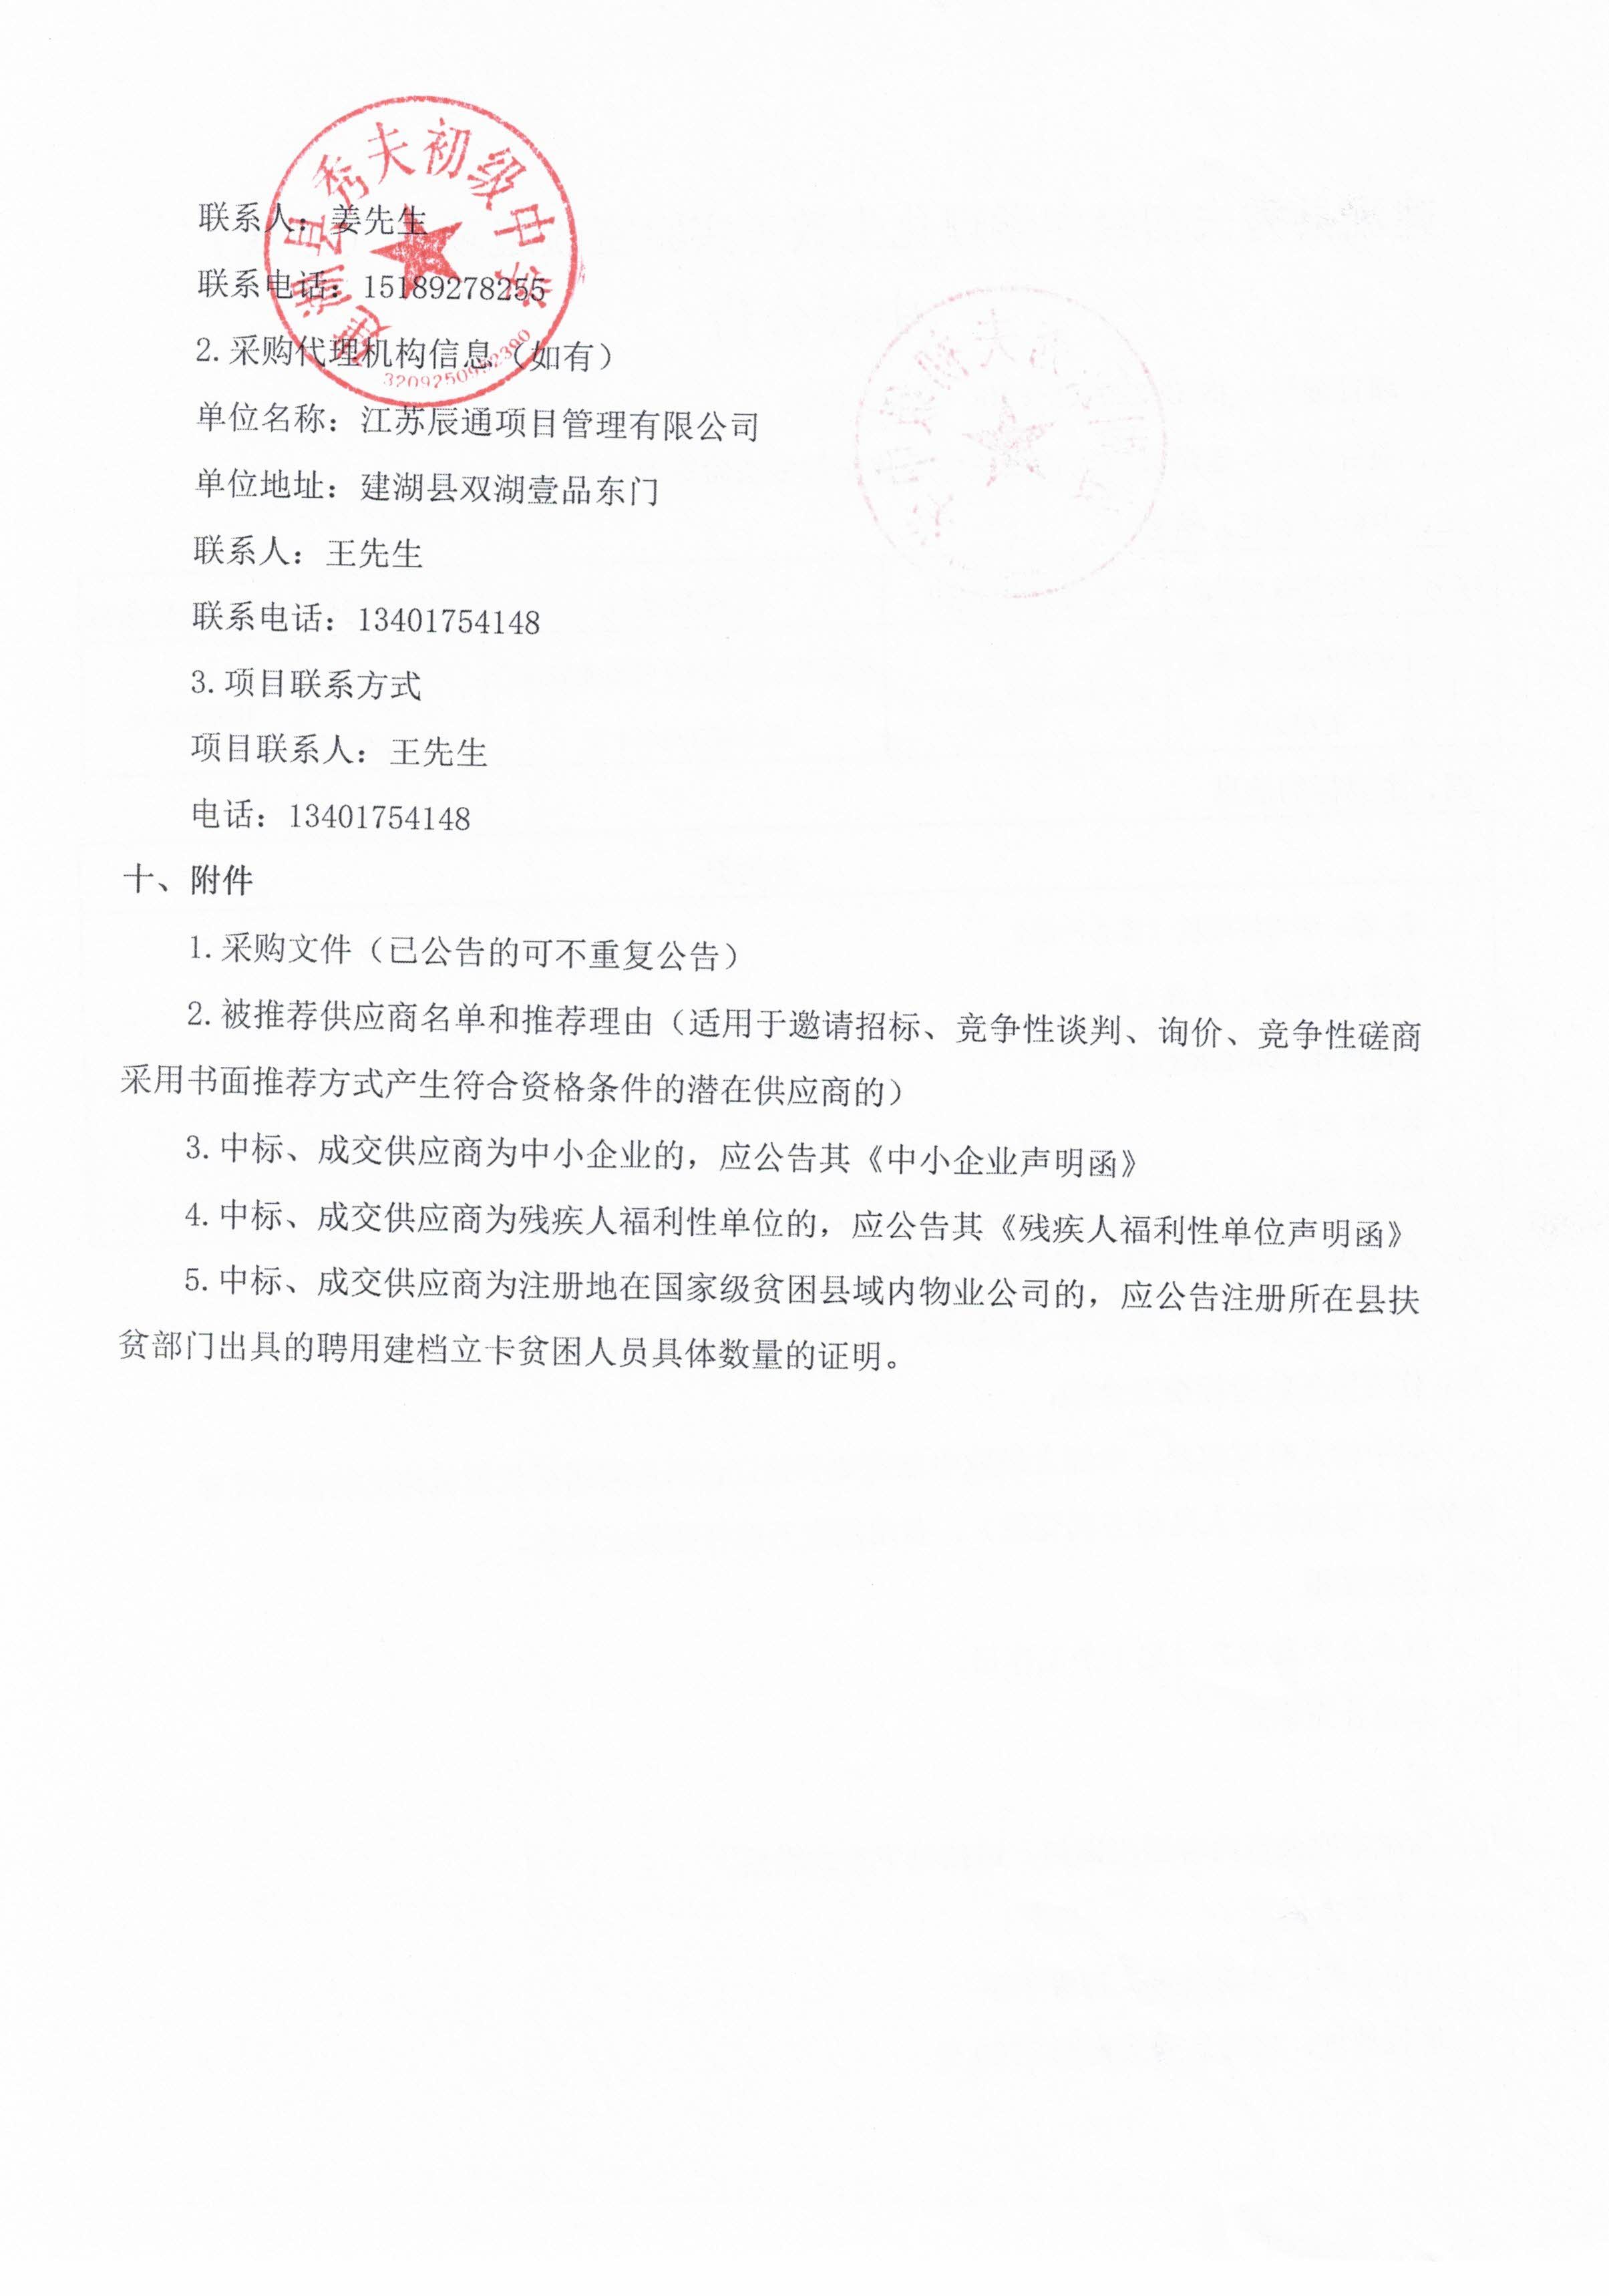 建湖县秀夫初级中学
联系人：姜先生
联系电话：15189278255
2.采购代理机构信息（如有）
单位名称：江苏辰通项目管理有限公司
单位地址：建湖县双湖壹品东门
联系人：王先生
联系电话：13401754148
3.项目联系方式
项目联系人：王先生
电话：13401754148
十、附件
1.采购文件（已公告的可不重复公告）
2.被推荐供应商名单和推荐理由（适用于邀请招标、竞争性谈判、询价、竞争性磋商
采用书面推荐方式产生符合资格条件的潜在供应商的）
3.中标、成交供应商为中小企业的，应公告其《中小企业声明函》
4.中标、成交供应商为残疾人福利性单位的，应公告其《残疾人福利性单位声明函》
5.中标、成交供应商为注册地在国家级贫困县域内物业公司的，应公告注册所在县扶
贫部门出具的聘用建档立卡贫困人员具体数量的证明。